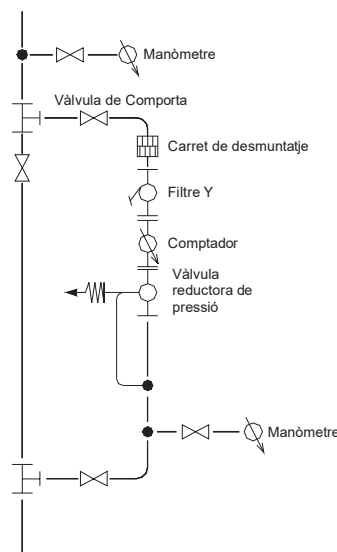 Manòmetre
Vàlvula de Comporta
Carret de desmuntatje
Filtre Y
Comptador
Vàlvula
reductora de
pressió
Manòmetre